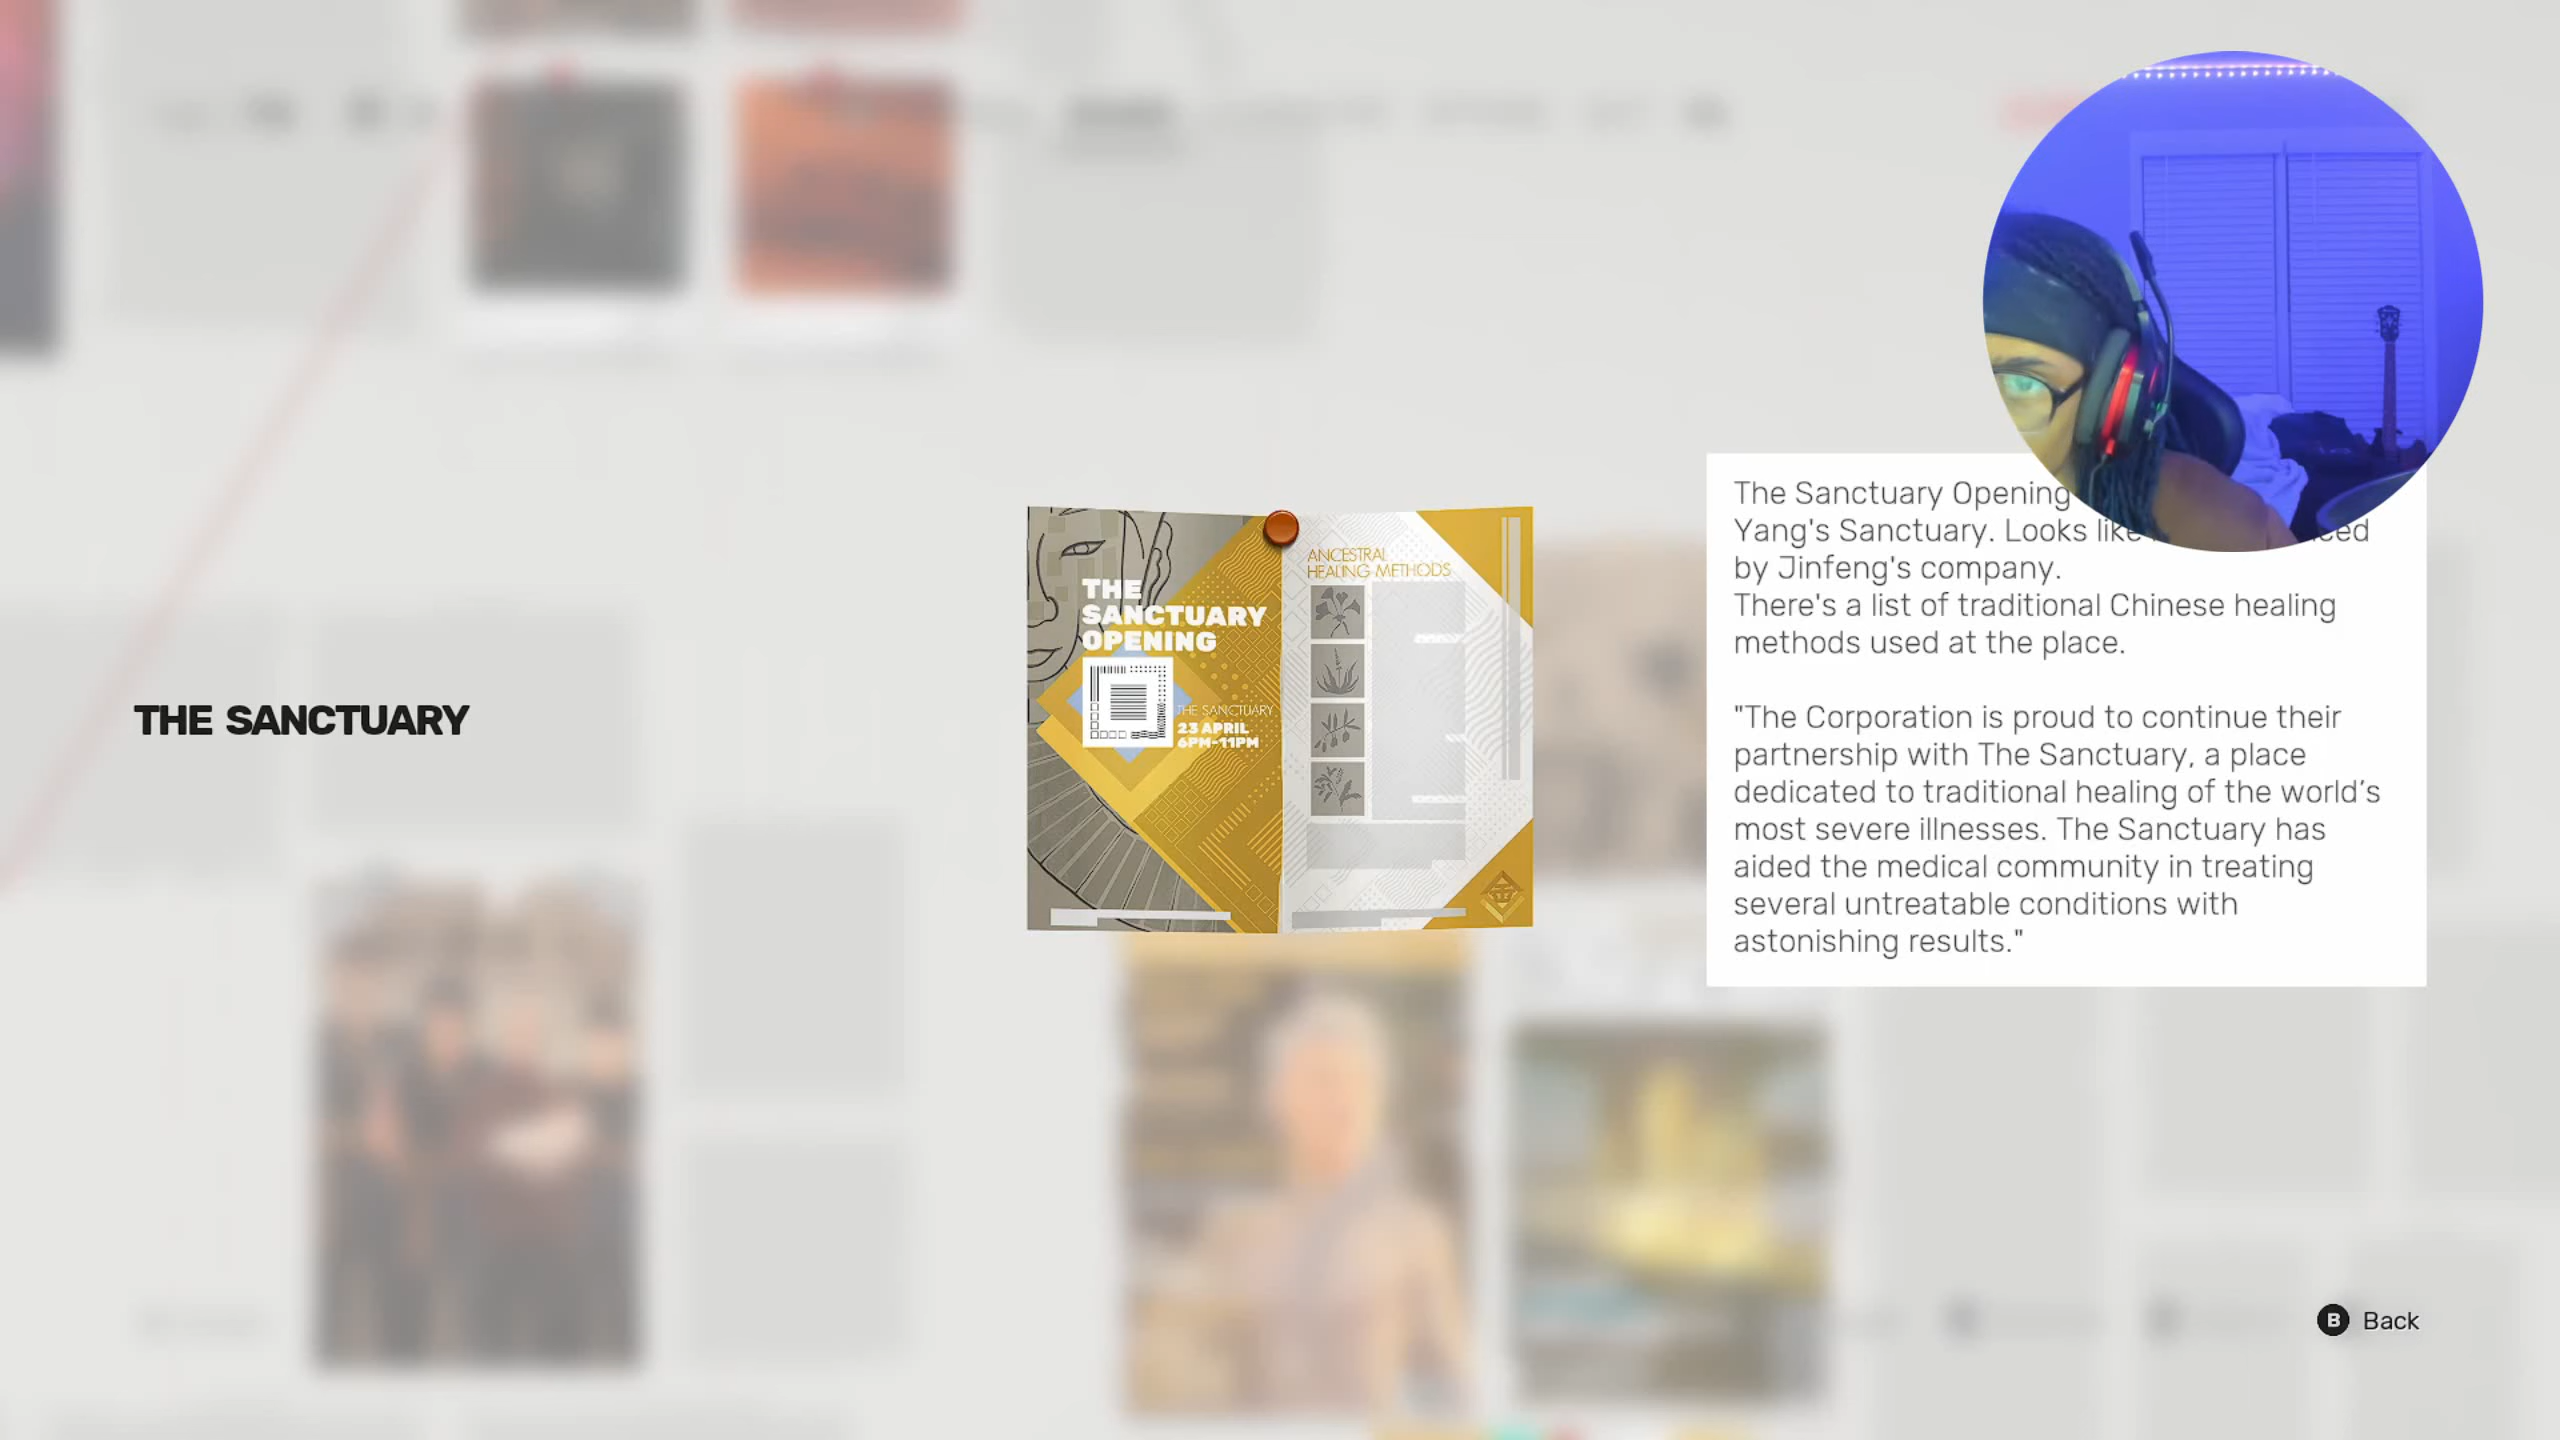 THE SANCTUARY
THE
SANCTUARY
OPENING
THE SANCTUARY
23 APRIL
6PM-11PM
ANCESTRAL
HEALING METHODS
The Sanctuary Opening
Yang's Sanctuary. Looks like
by Jinfeng's company.
There's a list of traditional Chinese healing
methods used at the place.
"The Corporation is proud to continue their
partnership with The Sanctuary, a place
dedicated to traditional healing of the world’s
most severe illnesses. The Sanctuary has
aided the medical community in treating
several untreatable conditions with
astonishing results."
B Back